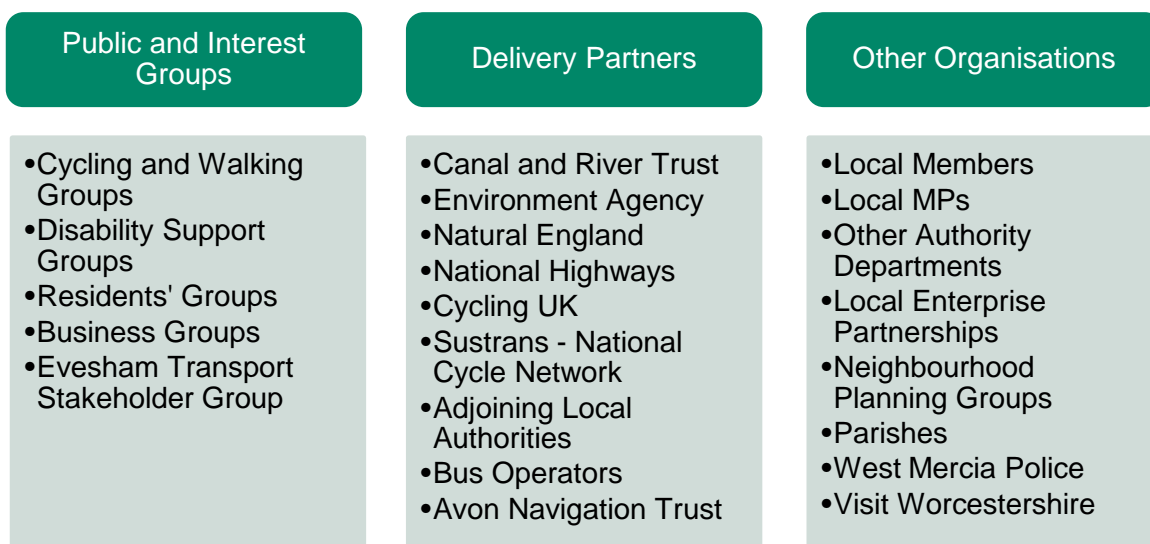 Public and Interest
Groups
•Cycling and Walking
Groups
•Disability Support
Groups
•Residents' Groups
•Business Groups
•Evesham Transport
Stakeholder Group
Delivery Partners
•Canal and River Trust
•Environment Agency
•Natural England
•National Highways
•Cycling UK
•Sustrans - National
Cycle Network
•Adjoining Local
Authorities
•Bus Operators
•Avon Navigation Trust
Other Organisations
•Local Members
•Local MPs
•Other Authority
Departments
•Local Enterprise
Partnerships
•Neighbourhood
Planning Groups
•Parishes
•West Mercia Police
•Visit Worcestershire